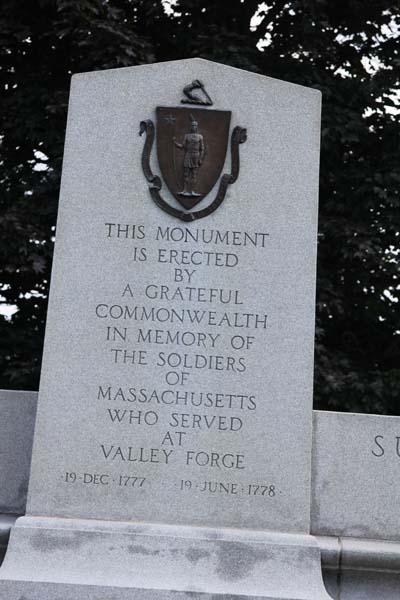 THIS MONUMENT
IS ERECTED
BY
A GRATEFUL
COMMONWEALTH
IN MEMORY OF
THE SOLDIERS
OF
MASSACHUSETTS
WHO SERVED
AT
VALLEY FORGE
·19·DEC·1777 ·19·JUNE·1778·
SU